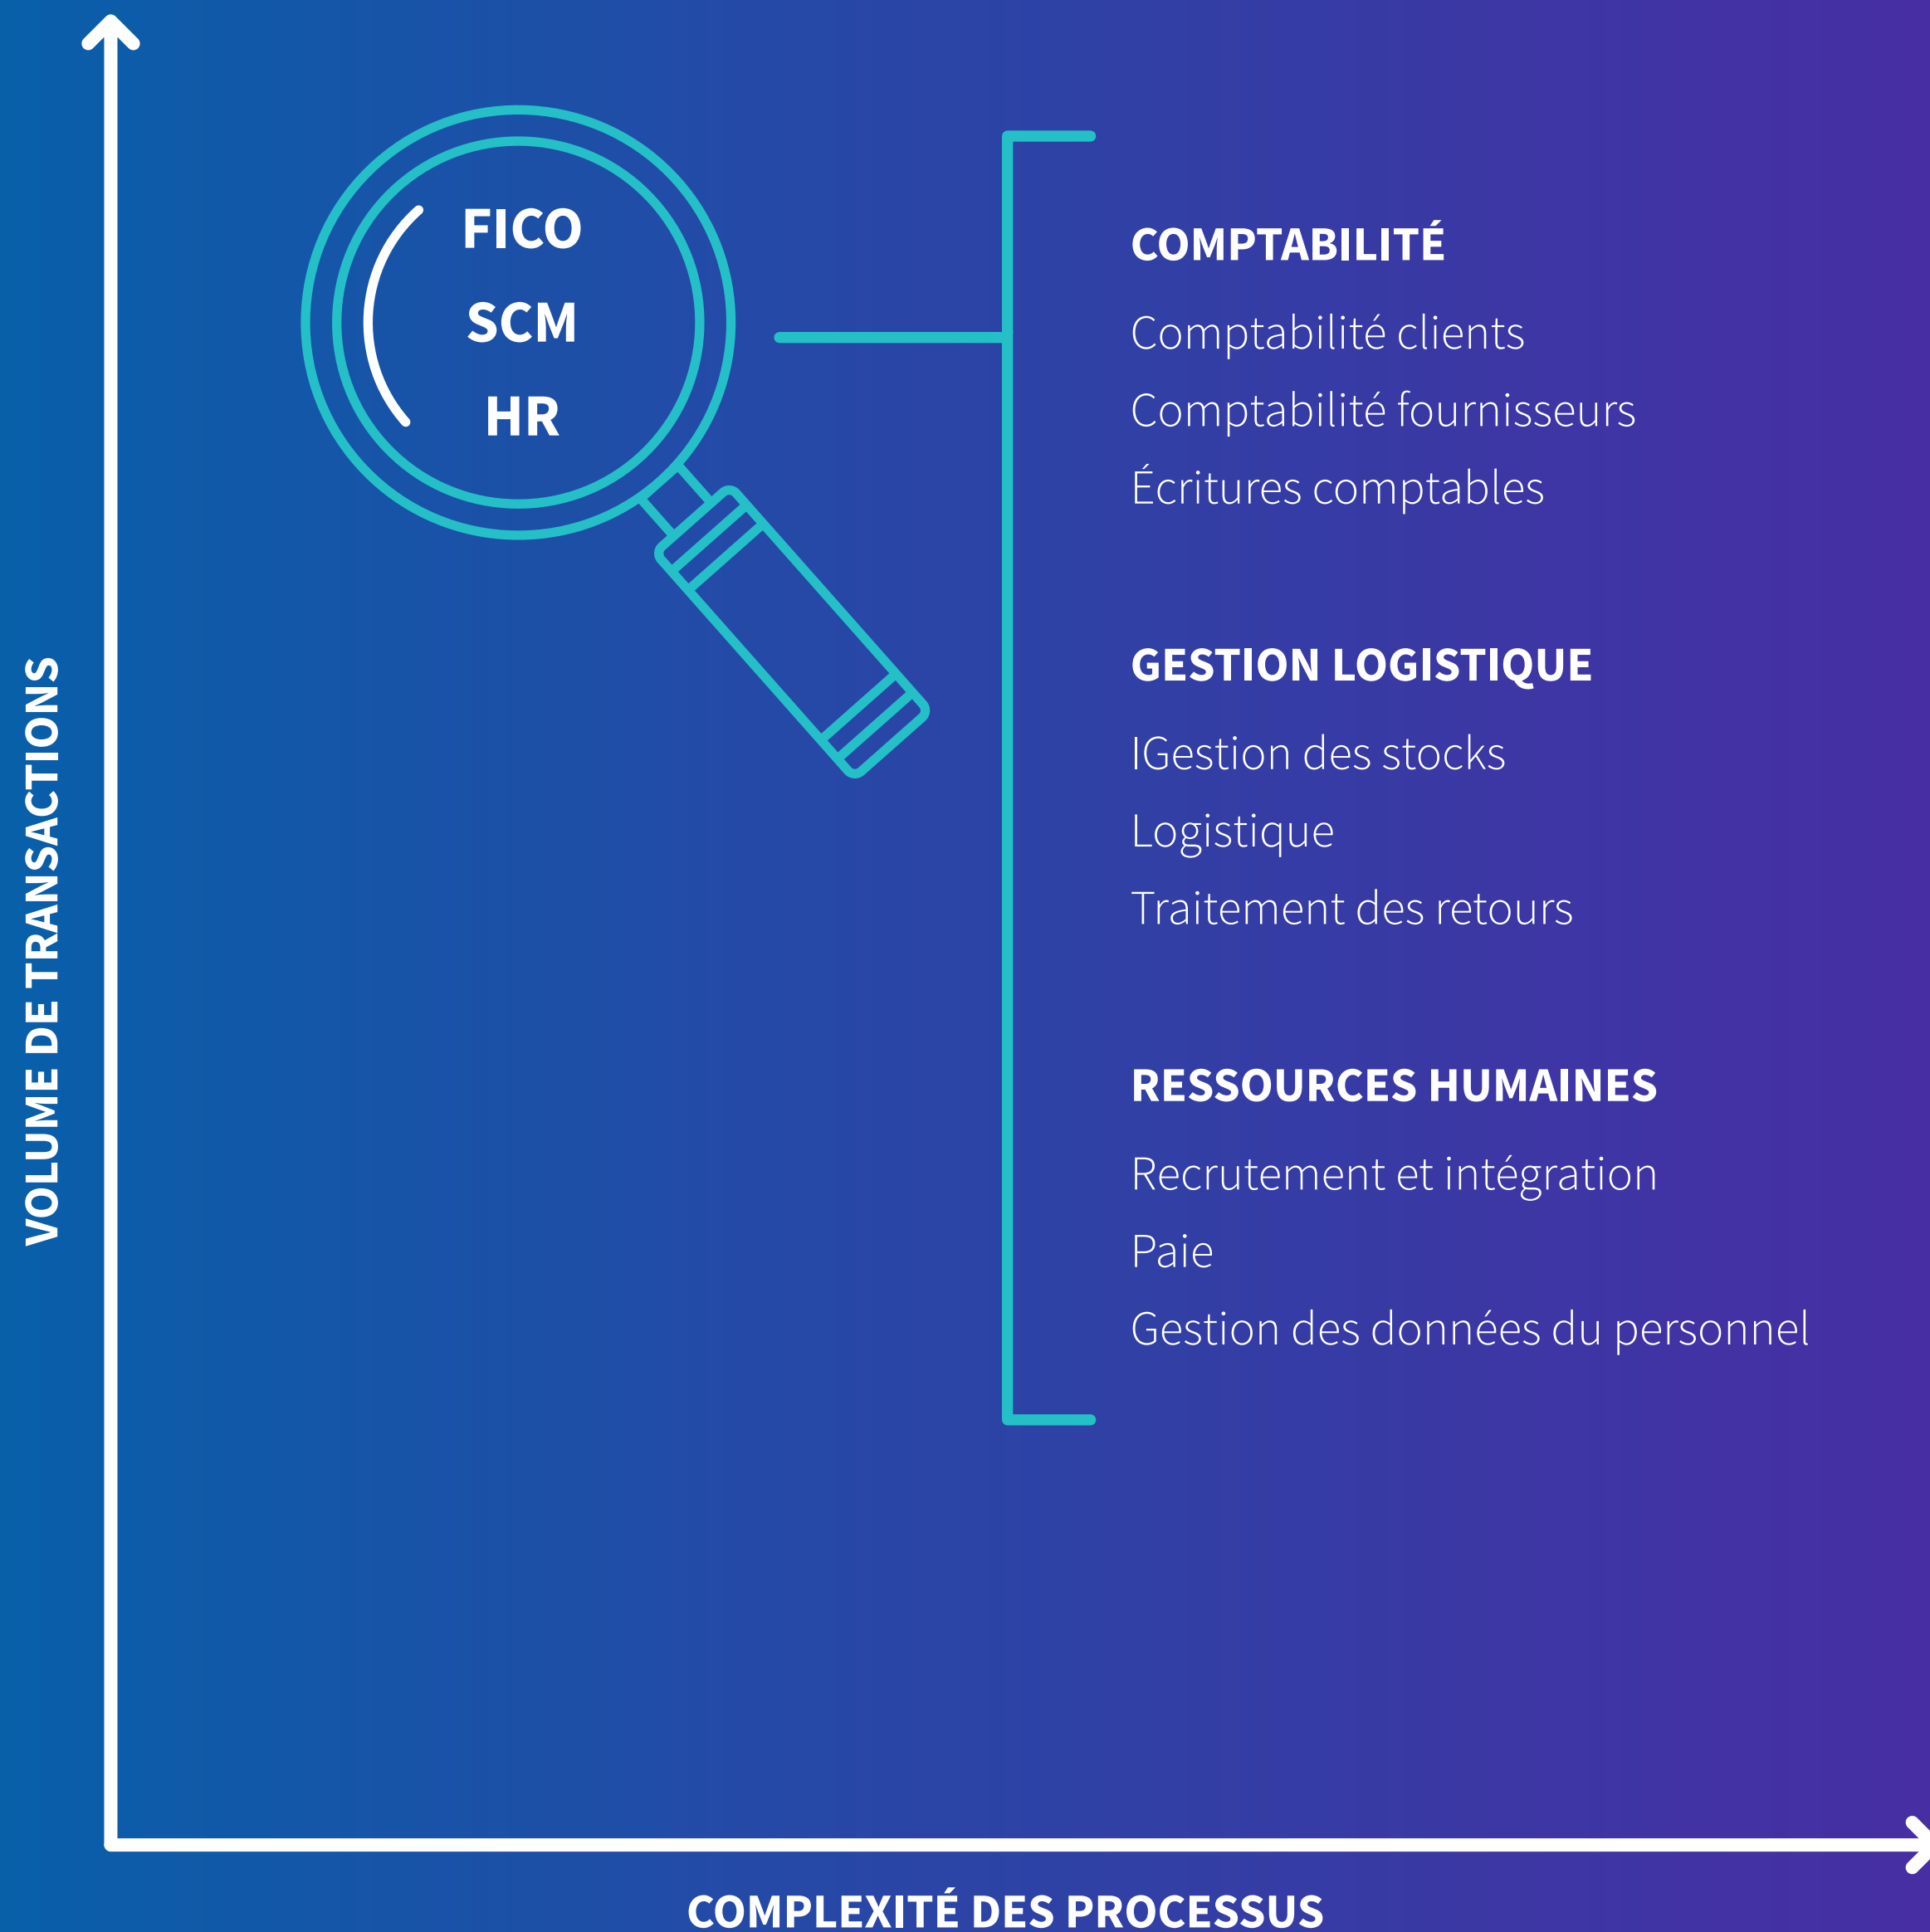 FICO
SCM
HR
COMPTABILITÉ
Comptabilité clients
Comptabilité fournisseurs
Écritures comptables
GESTION LOGISTIQUE
IGestion des stocks
Logistique
Traitement des retours
RESSOURCES HUMAINES
Recrutement et intégration
Paie
Gestion des données du personnel
VOLUME DE TRANSACTIONS
COMPLEXITÉ DES PROCESSUS